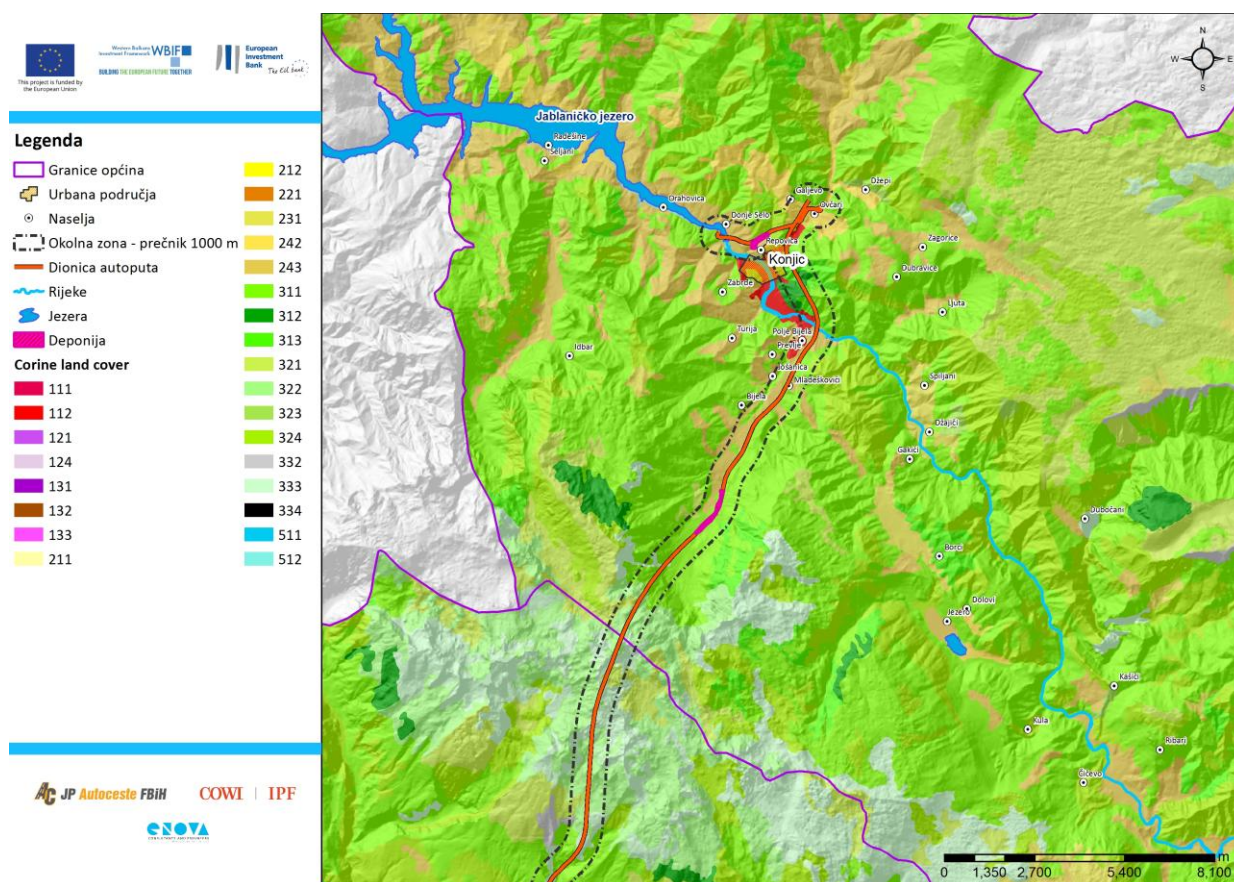 This project is funded by
the European Union
Western Balkans
Investment Framework
WBIF
BUILDING THE EUROPEAN FUTURE TOGETHER
European
Investment
Bank
The EU bank
Legenda
Granice općina
Urbana područja
Naselja
Okolna zona - prečnik 1000 m
Dionica autoputa
Rijeke
Jezera
Deponija
Corine land cover
111
112
121
124
131
132
133
211
212
221
231
242
243
311
312
313
321
322
323
324
332
333
334
511
512
JP Autoceste FBiH
COWI | IPF
ENOVA
N
W
E
S
Jablaničko jezero
Radešine
Seljani
Orahovica
Donje Selo
Galjevo
Ovčari
Džepi
Repovica
Konjic
Zagorice
Dubravice
Zabrđe
Ljuta
Turija
Polje Bijela
Idbar
Prevlje
Mladeškovići
Bijela
Spiljani
Džajići
Gakići
Dubočani
Borci
Dolovi
Jezero
Kašići
Kula
Ribari
Čičevo
m
0 1,350 2,700 5,400 8,100